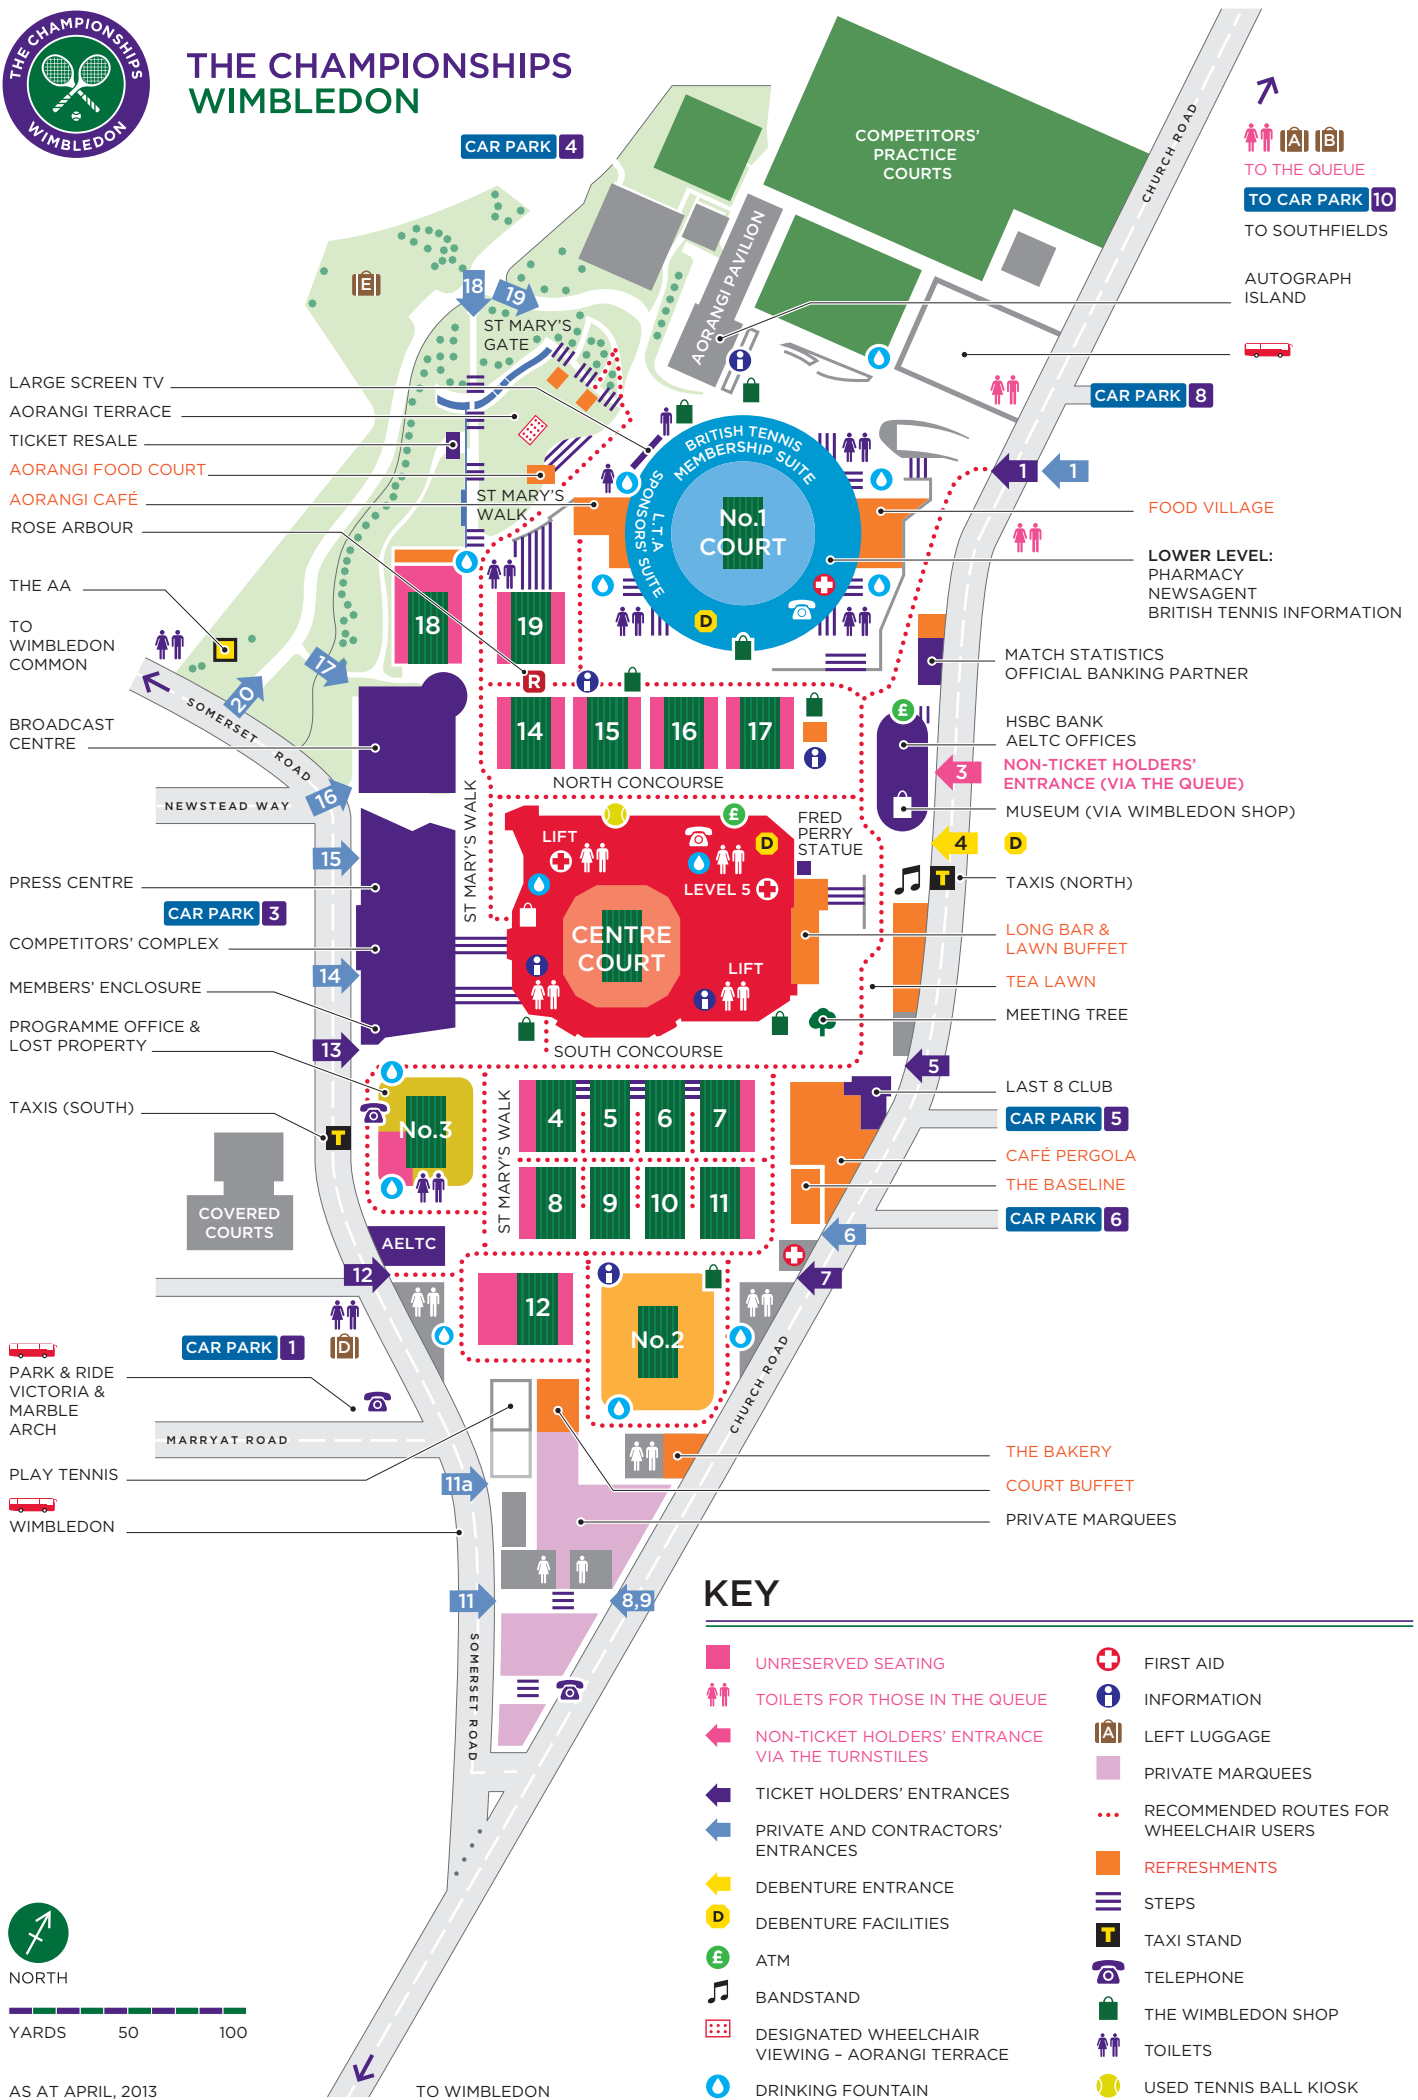 THE CHAMPIONSHIPS
WIMBLEDON
THE CHAMPIONSHIPS
WIMBLEDON
CAR PARK 4
COMPETITORS'
PRACTICE
COURTS
CHURCH ROAD
A B
TO THE QUEUE
TO CAR PARK 10
TO SOUTHFIELDS
AUTOGRAPH
ISLAND
AORANGI PAVILION
E
18
19
ST MARY'S
GATE
CAR PARK 8
LARGE SCREEN TV
AORANGI TERRACE
TICKET RESALE
AORANGI FOOD COURT
AORANGI CAFÉ
ROSE ARBOUR
ST MARY'S
WALK
BRITISH TENNIS
MEMBERSHIP SUITE
L.T.A
SPONSORS' SUITE
No.1
COURT
D
1
1
FOOD VILLAGE
LOWER LEVEL:
PHARMACY
NEWSAGENT
BRITISH TENNIS INFORMATION
THE AA
TO
WIMBLEDON
COMMON
18
19
R
17
20
SOMERSET ROAD
MATCH STATISTICS
OFFICIAL BANKING PARTNER
£
HSBC BANK
AELTC OFFICES
3
NON-TICKET HOLDERS'
ENTRANCE (VIA THE QUEUE)
MUSEUM (VIA WIMBLEDON SHOP)
4
D
T
TAXIS (NORTH)
BROADCAST
CENTRE
14
15
16
17
NORTH CONCOURSE
NEWSTEAD WAY
16
15
ST MARY'S WALK
FRED
PERRY
STATUE
LIFT
£
D
LEVEL 5
CENTRE
COURT
LIFT
PRESS CENTRE
CAR PARK 3
COMPETITORS' COMPLEX
14
MEMBERS' ENCLOSURE
PROGRAMME OFFICE &
LOST PROPERTY
13
SOUTH CONCOURSE
LONG BAR &
LAWN BUFFET
TEA LAWN
MEETING TREE
5
LAST 8 CLUB
CAR PARK 5
CAFÉ PERGOLA
THE BASELINE
CAR PARK 6
TAXIS (SOUTH)
T
No.3
ST MARY'S WALK
4
5
6
7
8
9
10
11
COVERED
COURTS
AELTC
12
6
7
12
No.2
CHURCH ROAD
CAR PARK 1
D
PARK & RIDE
VICTORIA &
MARBLE
ARCH
MARRYAT ROAD
PLAY TENNIS
11a
WIMBLEDON
THE BAKERY
COURT BUFFET
PRIVATE MARQUEES
11
8,9
SOMERSET ROAD
KEY
UNRESERVED SEATING
TOILETS FOR THOSE IN THE QUEUE
NON-TICKET HOLDERS' ENTRANCE
VIA THE TURNSTILES
TICKET HOLDERS' ENTRANCES
PRIVATE AND CONTRACTORS'
ENTRANCES
DEBENTURE ENTRANCE
D
DEBENTURE FACILITIES
£
ATM
BANDSTAND
DESIGNATED WHEELCHAIR
VIEWING – AORANGI TERRACE
DRINKING FOUNTAIN
FIRST AID
INFORMATION
A
LEFT LUGGAGE
PRIVATE MARQUEES
RECOMMENDED ROUTES FOR
WHEELCHAIR USERS
REFRESHMENTS
STEPS
T
TAXI STAND
TELEPHONE
THE WIMBLEDON SHOP
TOILETS
USED TENNIS BALL KIOSK
NORTH
YARDS 50 100
AS AT APRIL, 2013
TO WIMBLEDON